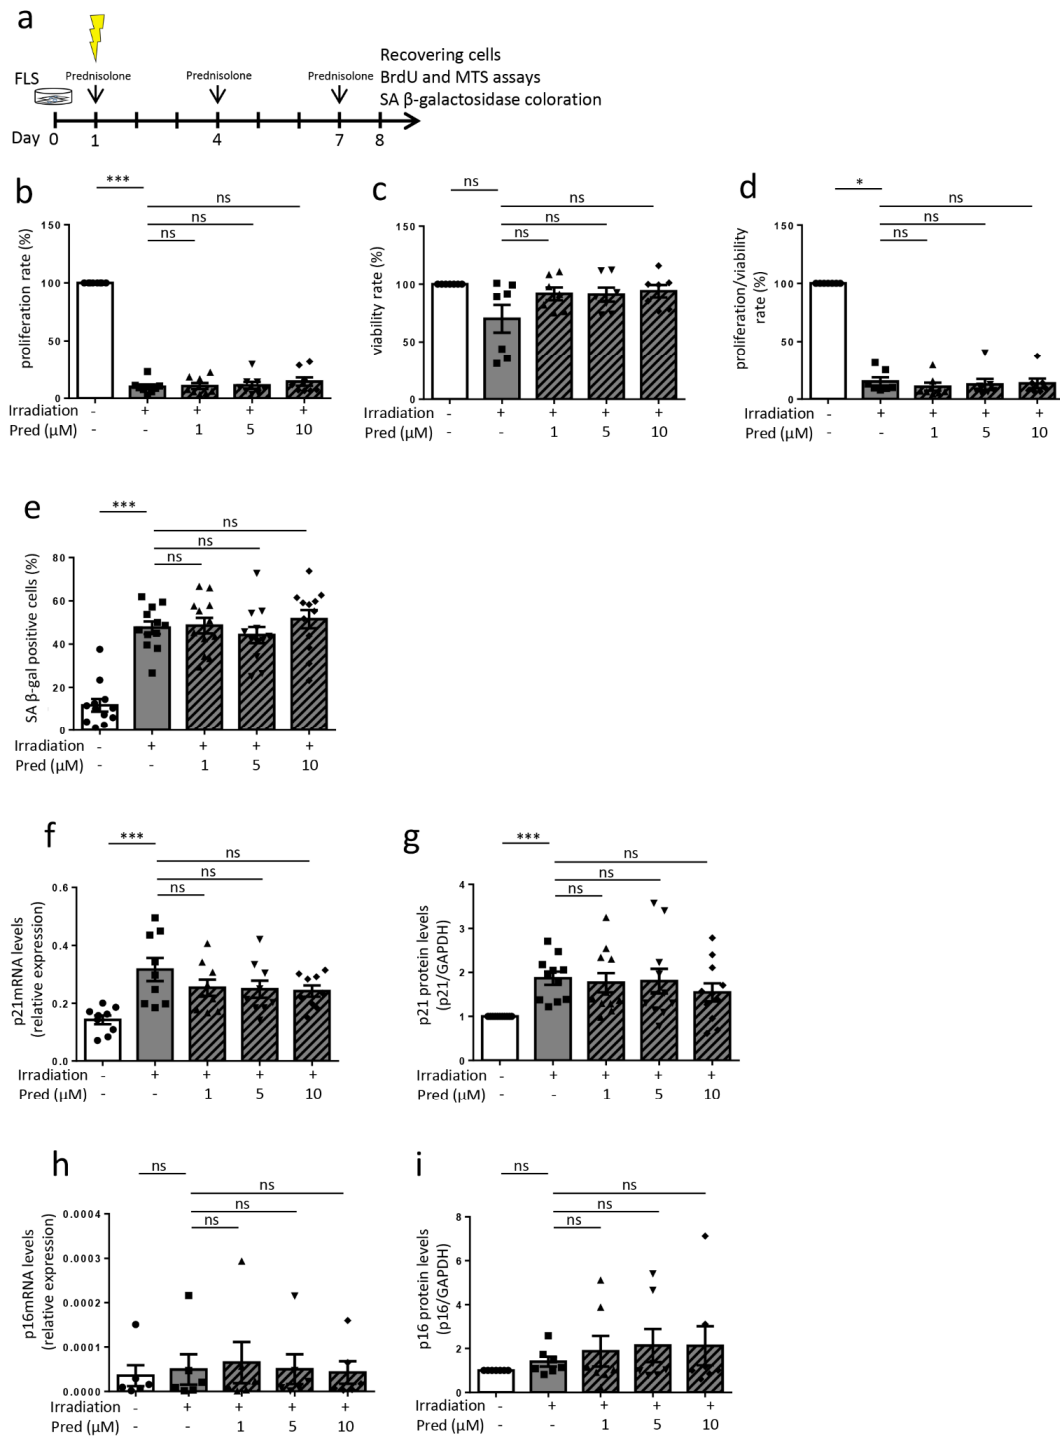 a
Recovering cells
FLS Prednisolone Prednisolone Prednisolone BrdU and MTS assays
SA β-galactosidase coloration
Day 0 1 4 7 8
b
***
ns
ns
ns
proliferation rate (%)
150
100
50
0
Irradiation - + + + +
Pred (μM) - - 1 5 10
c
ns
ns
ns
ns
viability rate (%)
150
100
50
0
Irradiation - + + + +
Pred (μM) - - 1 5 10
d
*
ns
ns
ns
proliferation/viability
rate (%)
150
100
50
0
Irradiation - + + + +
Pred (μM) - - 1 5 10
e
***
ns
ns
ns
SA β-gal positive cells (%)
80
60
40
20
0
Irradiation - + + + +
Pred (μM) - - 1 5 10
f
***
ns
ns
ns
p21mRNA levels
(relative expression)
0.6
0.4
0.2
0.0
Irradiation - + + + +
Pred (μM) - - 1 5 10
g
***
ns
ns
ns
p21 protein levels
(p21/GAPDH)
4
3
2
1
0
Irradiation - + + + +
Pred (μM) - - 1 5 10
h
ns
ns
ns
ns
p16mRNA levels
(relative expression)
0.0004
0.0003
0.0002
0.0001
0.0000
Irradiation - + + + +
Pred (μM) - - 1 5 10
i
ns
ns
ns
ns
p16 protein levels
(p16/GAPDH)
8
6
4
2
0
Irradiation - + + + +
Pred (μM) - - 1 5 10